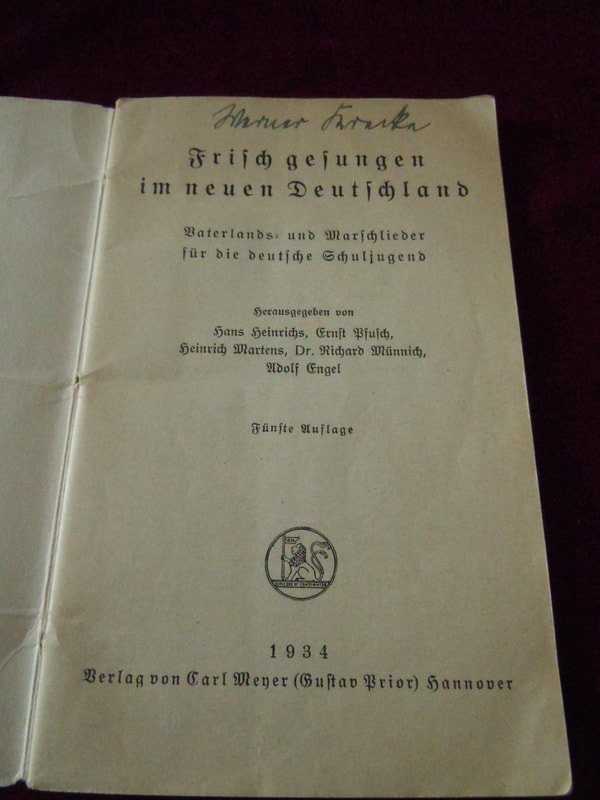 Werner
Frisch gesungen
im neuen Deutschland
Vaterlands= und Marschlieder
für die deutsche Schuljugend
Herausgegeben von
Hans Heinrichs, Ernst Pfusch,
Heinrich Martens, Dr. Richard Münnich,
Adolf Engel
Fünfte Auflage
1934
Verlag von Carl Meyer (Gustav Prior) Hannover